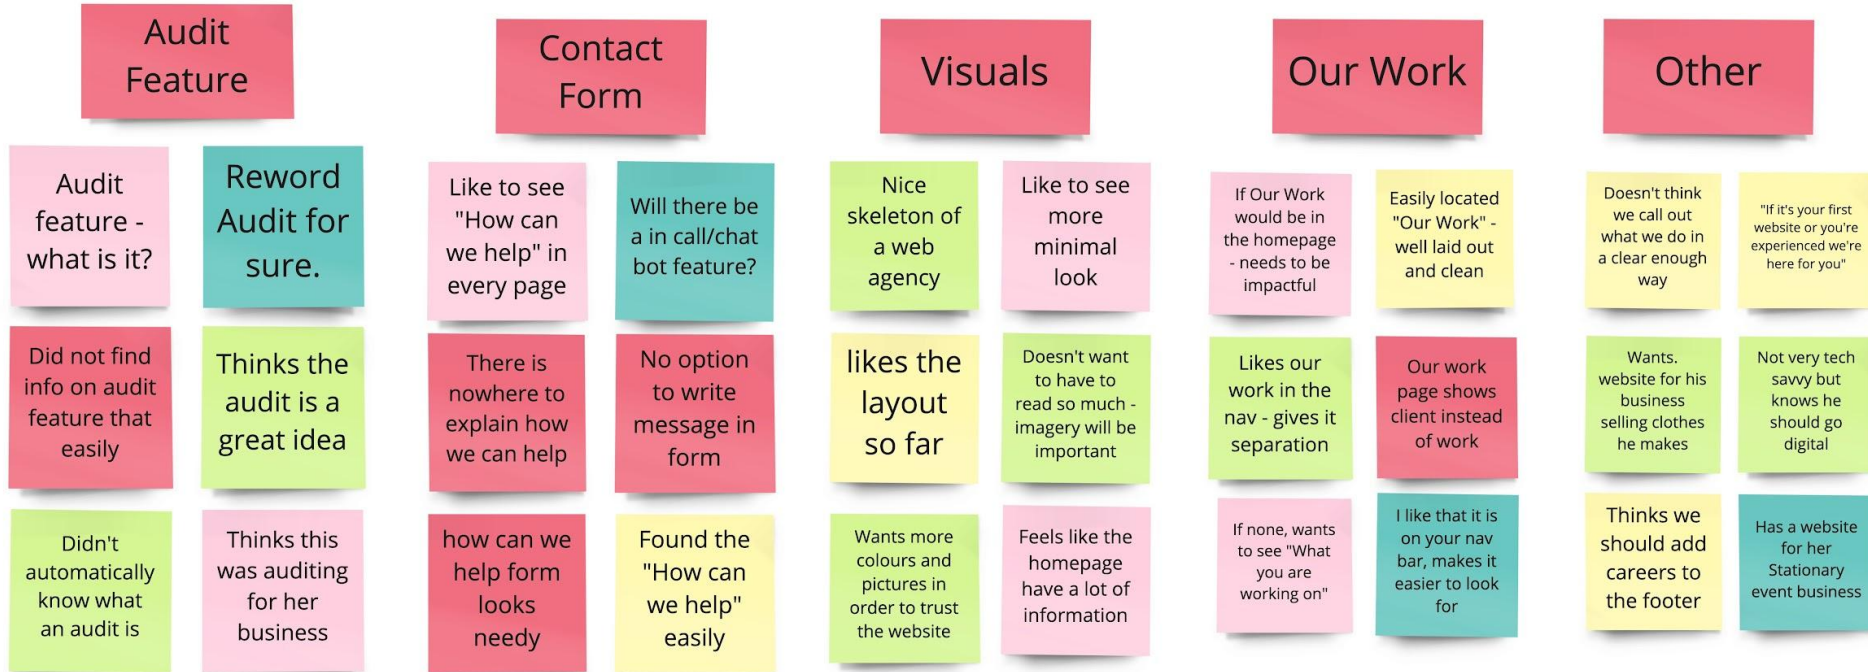 Audit
Feature
Audit
feature -
what is it?
Reword
Audit for
sure.
Did not find
info on audit
feature that
easily
Thinks the
audit is a
great idea
Didn't
automatically
know what
an audit is
Thinks this
was auditing
for her
business
Contact
Form
Like to see
"How can
we help" in
every page
Will there be
a in call/chat
bot feature?
There is
nowhere to
explain how
we can help
No option
to write
message in
form
how can we
help form
looks
needy
Found the
"How can
we help"
easily
Visuals
Nice
skeleton of
a web
agency
Like to see
more
minimal
look
likes the
layout
so far
Doesn't want
to have to
read so much -
imagery will be
important
Wants more
colours and
pictures in
order to trust
the website
Feels like the
homepage
have a lot of
information
Our Work
If Our Work
would be in
the homepage
- needs to be
impactful
Easily located
"Our Work" -
well laid out
and clean
Likes our
work in the
nav - gives it
separation
Our work
page shows
client instead
of work
If none, wants
to see "What
you are
working on"
I like that it is
on your nav
bar, makes it
easier to look
for
Other
Doesn't think
we call out
what we do in
a clear enough
way
"If it's your first
website or you're
experienced we're
here for you"
Wants.
website for his
business
selling clothes
he makes
Not very tech
savvy but
knows he
should go
digital
Thinks we
should add
careers to
the footer
Has a website
for her
Stationary
event business